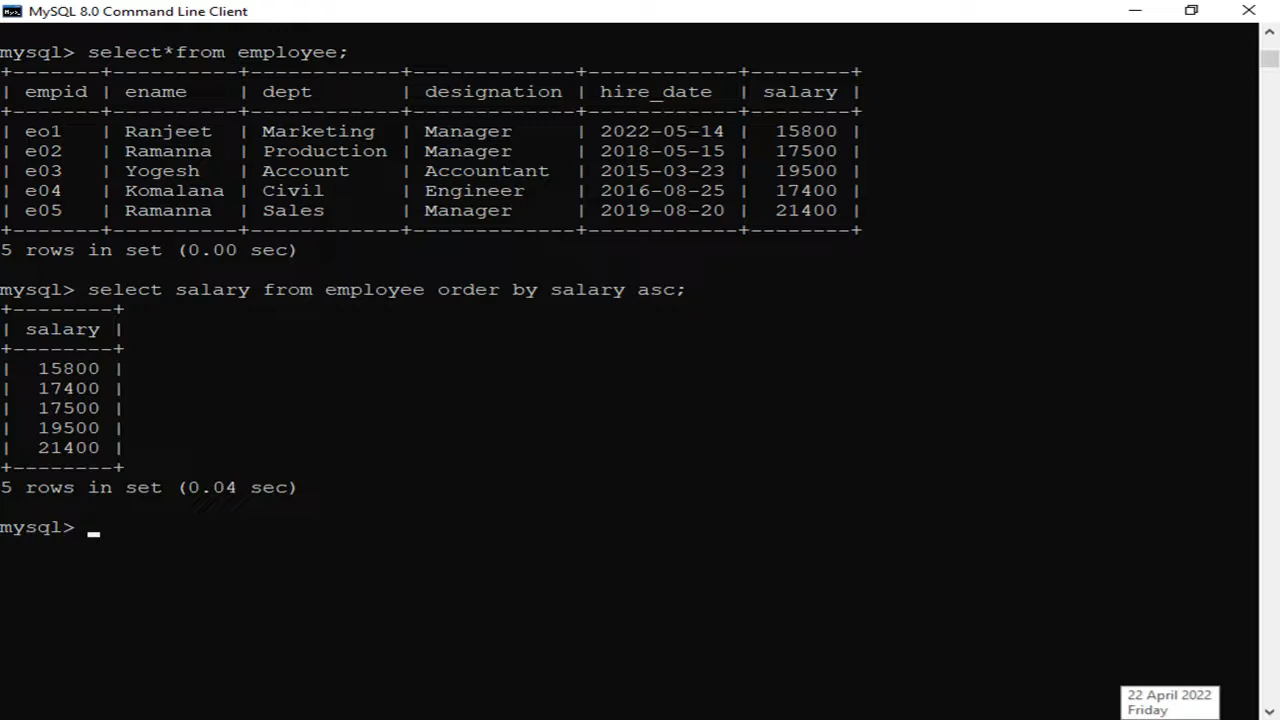 MySQL 8.0 Command Line Client
mysql> select*from employee;
+-------+----------+------------+-------------+------------+--------+
| empid | ename    | dept       | designation | hire_date  | salary |
+-------+----------+------------+-------------+------------+--------+
| eo1   | Ranjeet  | Marketing  | Manager     | 2022-05-14 |  15800 |
| e02   | Ramanna  | Production | Manager     | 2018-05-15 |  17500 |
| e03   | Yogesh   | Account    | Accountant  | 2015-03-23 |  19500 |
| e04   | Komalana | Civil      | Engineer    | 2016-08-25 |  17400 |
| e05   | Ramanna  | Sales      | Manager     | 2019-08-20 |  21400 |
+-------+----------+------------+-------------+------------+--------+
5 rows in set (0.00 sec)
mysql> select salary from employee order by salary asc;
+--------+
| salary |
+--------+
|  15800 |
|  17400 |
|  17500 |
|  19500 |
|  21400 |
+--------+
5 rows in set (0.04 sec)
mysql> _
22 April 2022
Friday